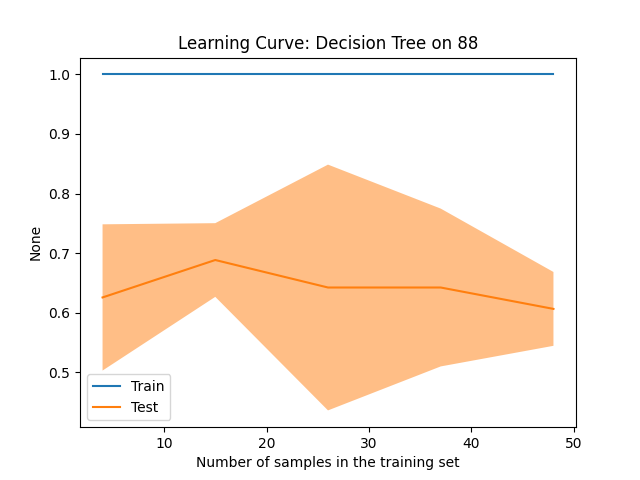 Learning Curve: Decision Tree on 88
1.0
0.9
0.8
0.7
0.6
0.5
None
Train
Test
10
20
30
40
50
Number of samples in the training set